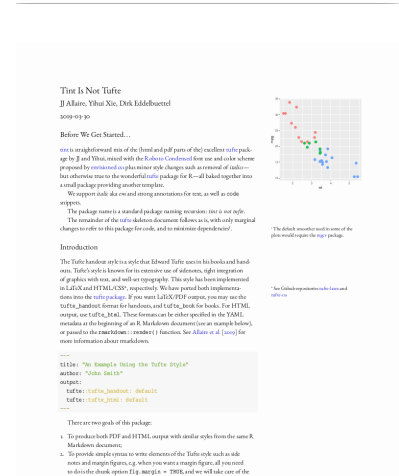 Tint Is Not Tufte
JJ Allaire, Yihui Xie, Dirk Eddelbuettel
2019-03-30
Before We Get Started…
tint is straightforward mix of the (html and pdf parts of the) excellent tufte pack-
age by JJ and Yihui, mixed with the Roboto Condensed font use and color scheme
proposed by envisioned css plus minor style changes such as removal of italics—
but otherwise true to the wonderful tufte package for R—all baked together into
a small package providing another template.
We support italic aka em and strong annotations for text, as well as code
snippets.
The package name is a standard package naming recursion: tint is not tufte.
The remainder of the tufte skeleton document follows as is, with only marginal
changes to refer to this package for code, and to minimize dependencies¹.
¹ The default smoother used in some of the
plots would require the mgcv package.
Introduction
The Tufte handout style is a style that Edward Tufte uses in his books and hand-
outs. Tufte's style is known for its extensive use of sidenotes, tight integration
of graphics with text, and well-set typography. This style has been implemented
in LaTeX and HTML/CSS², respectively. We have ported both implementa-
tions into the tufte package. If you want LaTeX/PDF output, you may use the
tufte_handout format for handouts, and tufte_book for books. For HTML
output, use tufte_html. These formats can be either specified in the YAML
metadata at the beginning of an R Markdown document (see an example below),
or passed to the rmarkdown::render() function. See Allaire et al. [2019] for
more information about rmarkdown.
² See Github repositories tufte-latex and
tufte-css
---
title: "An Example Using the Tufte Style"
author: "John Smith"
output:
tufte::tufte_handout: default
tufte::tufte_html: default
---
There are two goals of this package:
1. To produce both PDF and HTML output with similar styles from the same R
Markdown document;
2. To provide simple syntax to write elements of the Tufte style such as side
notes and margin figures, e.g. when you want a margin figure, all you need
to do is the chunk option fig.margin = TRUE, and we will take care of the